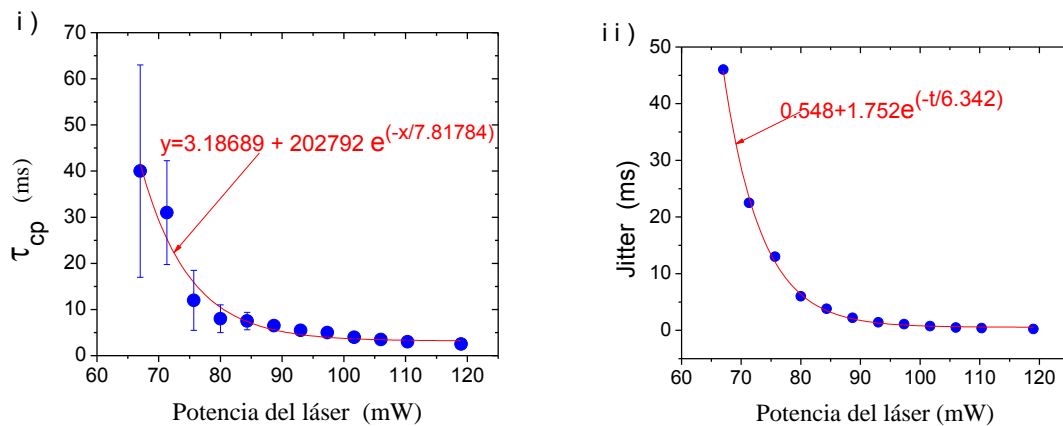 i)
70
60
50
40
30
20
10
0
τcp (ms)
y=3.18689 + 202792 e(-x/7.81784)
60 70 80 90 100 110 120
Potencia del láser (mW)
ii)
50
40
30
20
10
0
Jitter (ms)
0.548+1.752e(-t/6.342)
60 70 80 90 100 110 120
Potencia del láser (mW)